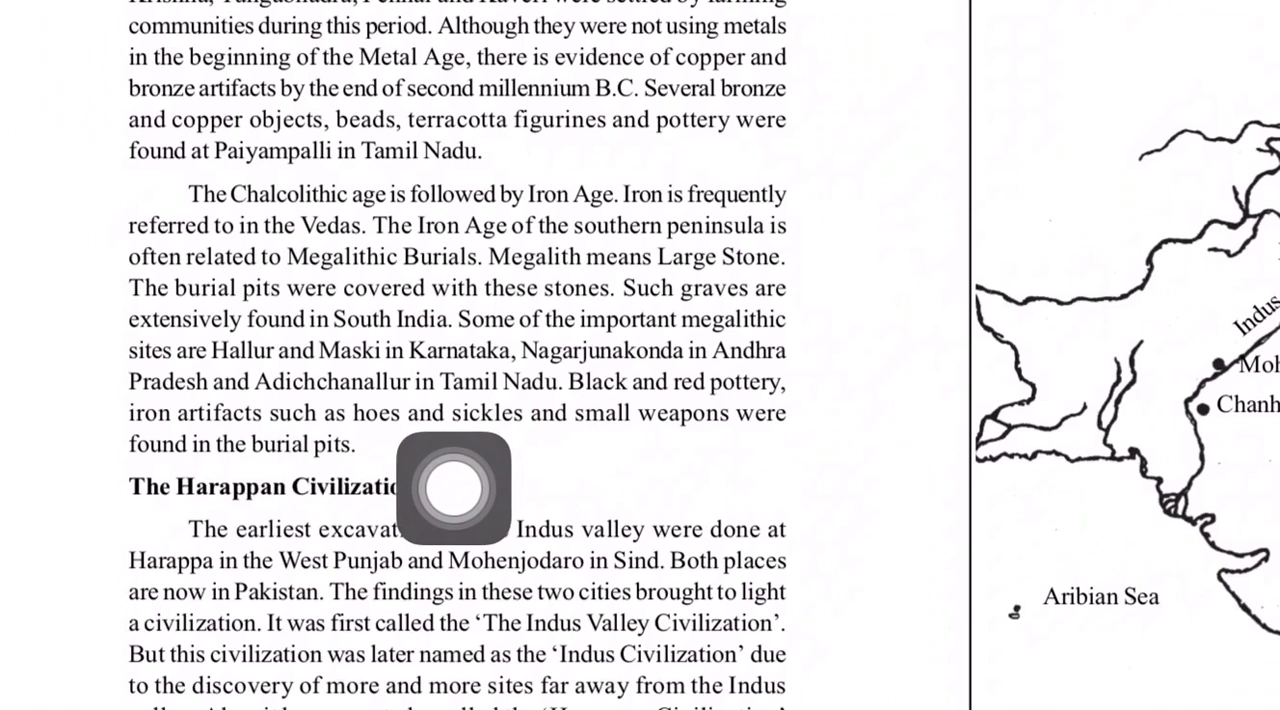 communities during this period. Although they were not using metals
in the beginning of the Metal Age, there is evidence of copper and
bronze artifacts by the end of second millennium B.C. Several bronze
and copper objects, beads, terracotta figurines and pottery were
found at Paiyampalli in Tamil Nadu.
The Chalcolithic age is followed by Iron Age. Iron is frequently
referred to in the Vedas. The Iron Age of the southern peninsula is
often related to Megalithic Burials. Megalith means Large Stone.
The burial pits were covered with these stones. Such graves are
extensively found in South India. Some of the important megalithic
sites are Hallur and Maski in Karnataka, Nagarjunakonda in Andhra
Pradesh and Adichchanallur in Tamil Nadu. Black and red pottery,
iron artifacts such as hoes and sickles and small weapons were
found in the burial pits.
The Harappan
The earliest Indus valley were done at
Harappa in the West Punjab and Mohenjodaro in Sind. Both places
are now in Pakistan. The findings in these two cities brought to light
a civilization. It was first called the ‘The Indus Valley Civilization’.
But this civilization was later named as the ‘Indus Civilization’ due
to the discovery of more and more sites far away from the Indus
Indus
Moh
Chanh
Aribian Sea